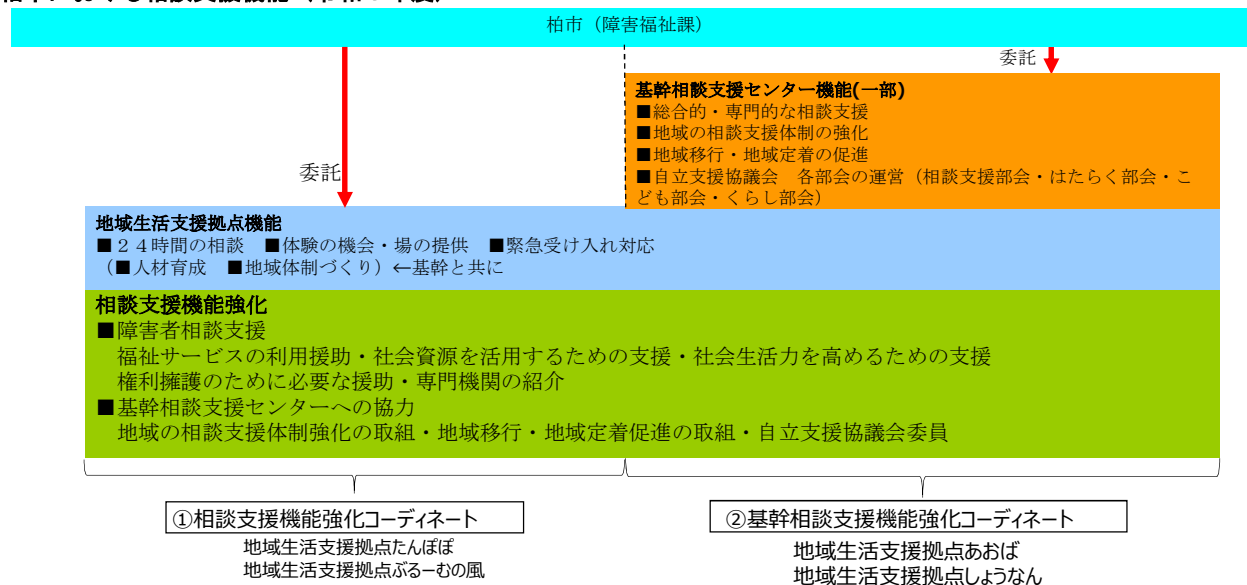 柏市（障害福祉課）
委託
基幹相談支援センター機能(一部)
■総合的・専門的な相談支援
■地域の相談支援体制の強化
■地域移行・地域定着の促進
■自立支援協議会　各部会の運営（相談支援部会・はたらく部会・こ
ども部会・くらし部会）
委託
地域生活支援拠点機能
■２４時間の相談　■体験の機会・場の提供　■緊急受け入れ対応
（■人材育成　■地域体制づくり）←基幹と共に
相談支援機能強化
■障害者相談支援
福祉サービスの利用援助・社会資源を活用するための支援・社会生活力を高めるための支援
権利擁護のために必要な援助・専門機関の紹介
■基幹相談支援センターへの協力
地域の相談支援体制強化の取組・地域移行・地域定着促進の取組・自立支援協議会委員
①相談支援機能強化コーディネート
地域生活支援拠点たんぽぽ
地域生活支援拠点ぶるーむの風
②基幹相談支援機能強化コーディネート
地域生活支援拠点あおば
地域生活支援拠点しょうなん